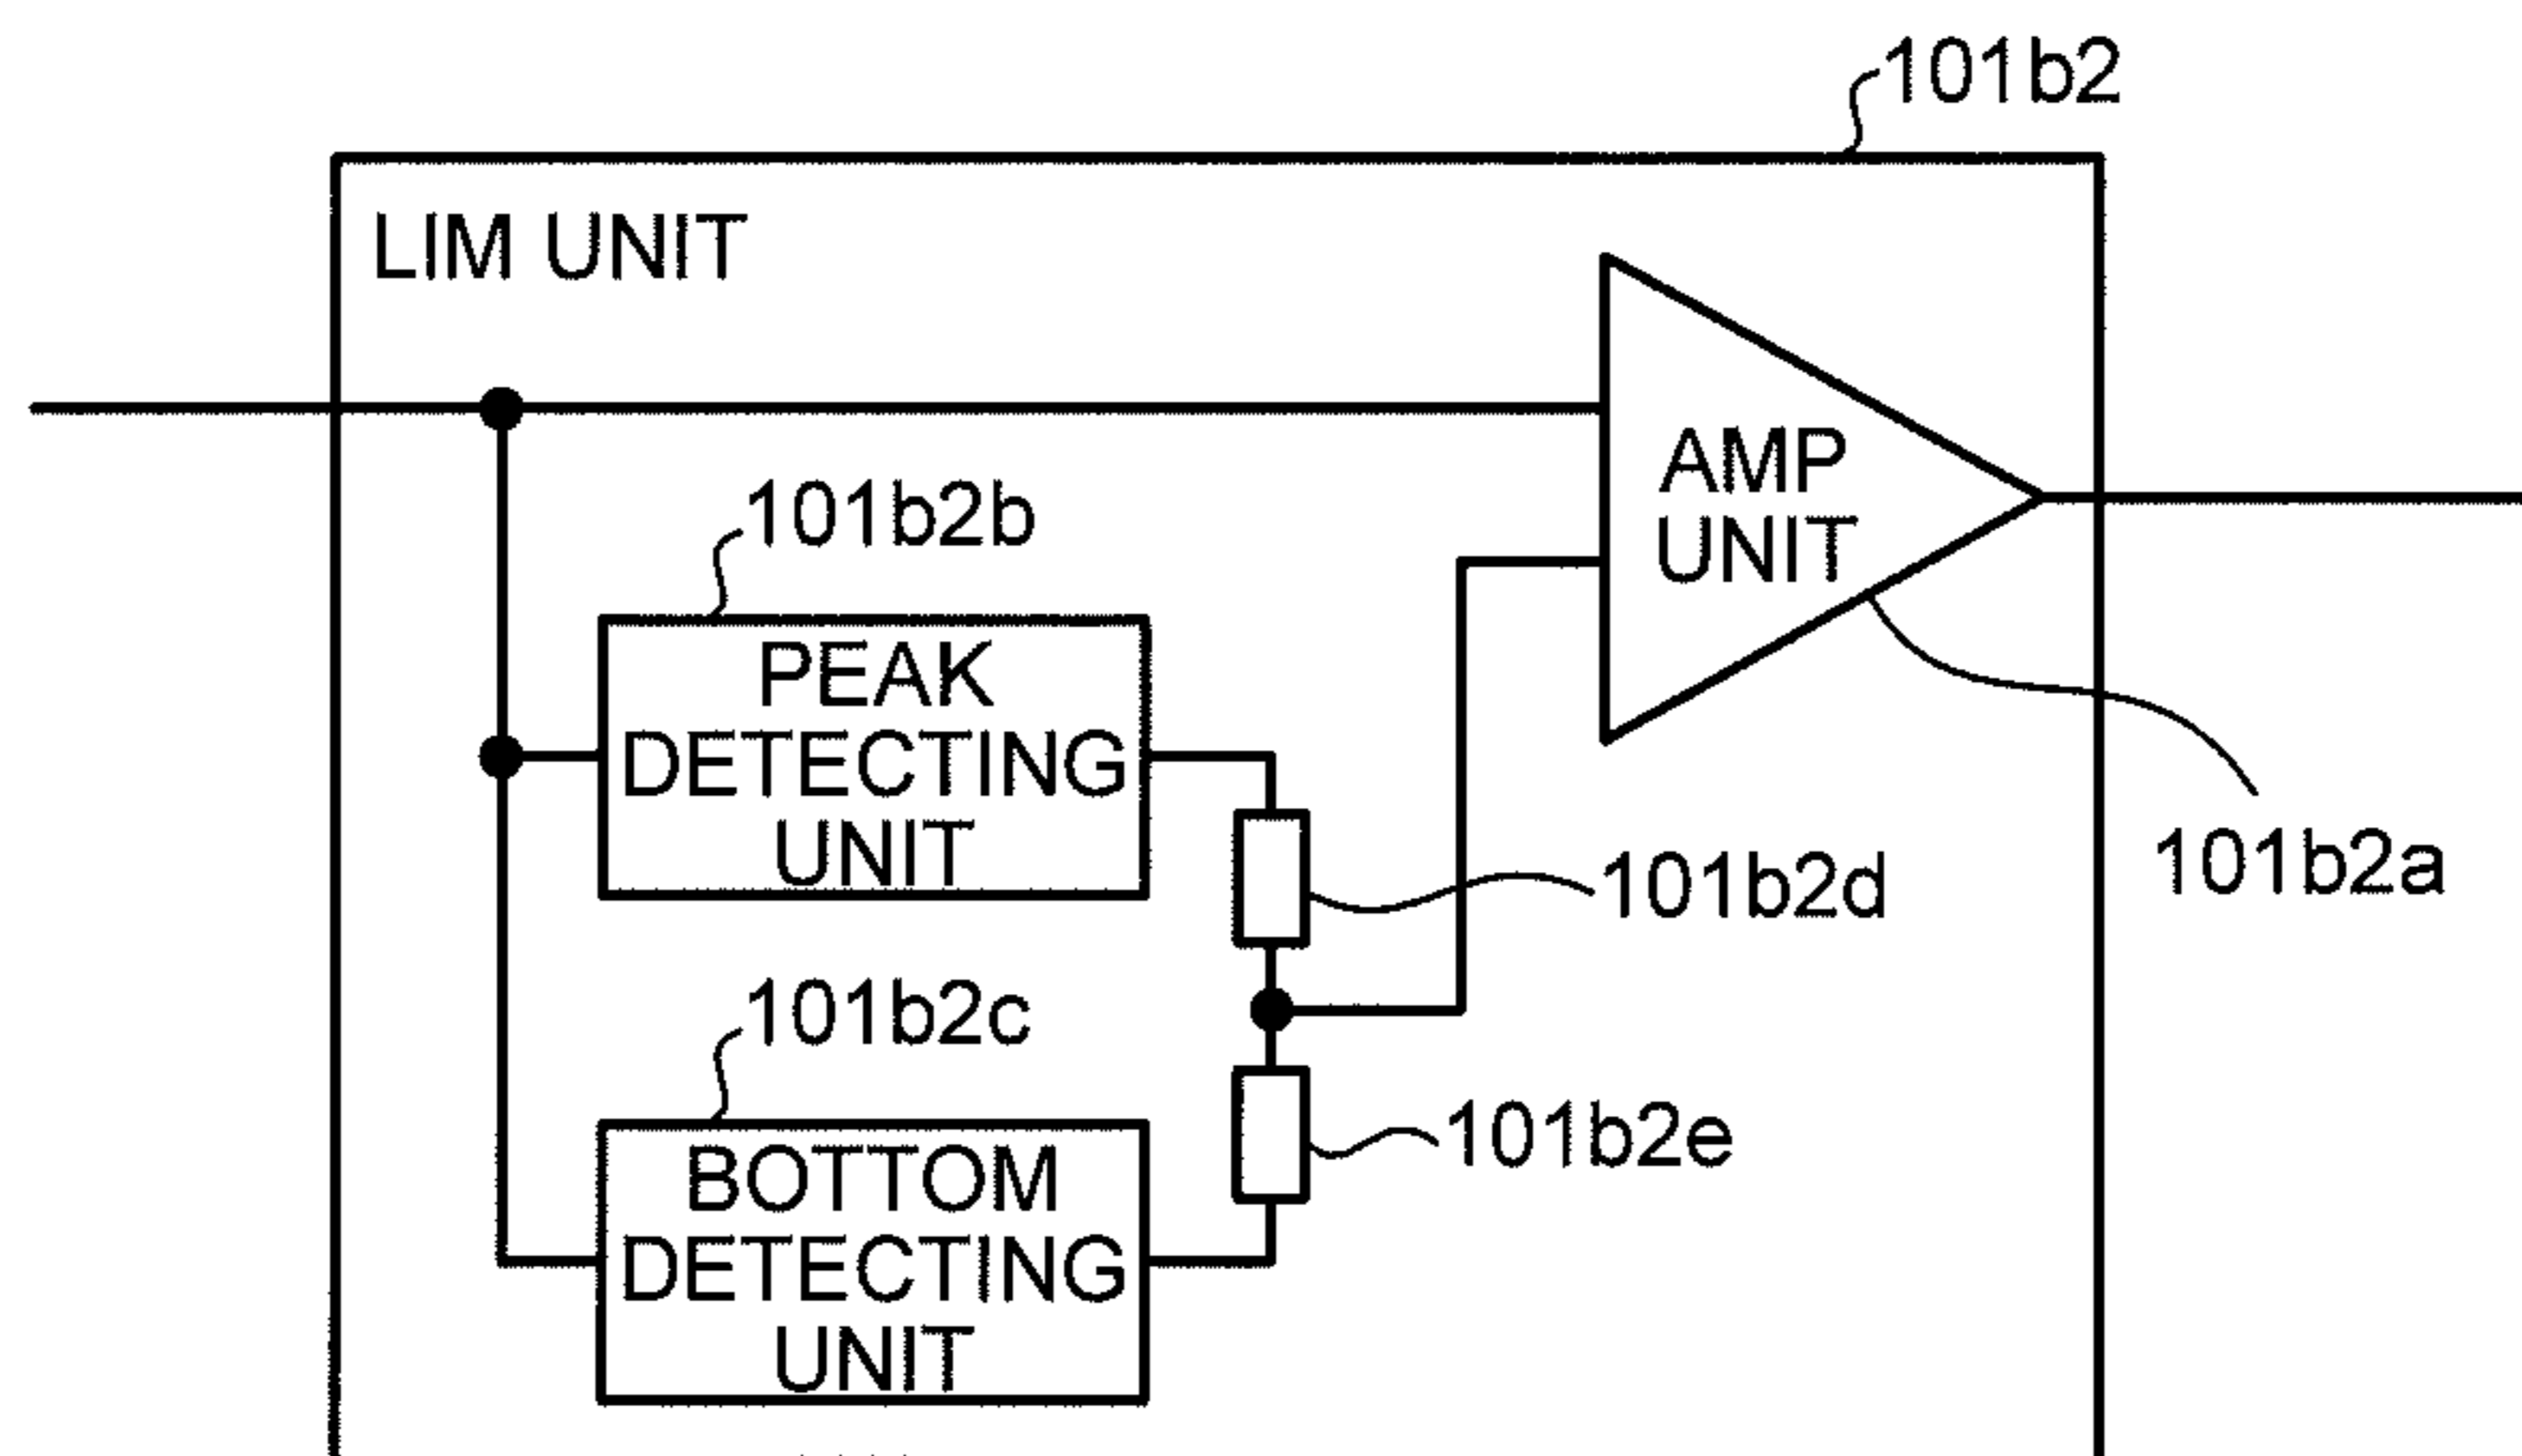 101b2
LIM UNIT
AMP
UNIT
101b2b
PEAK
DETECTING
UNIT
101b2d
101b2a
101b2c
BOTTOM
DETECTING
UNIT
101b2e